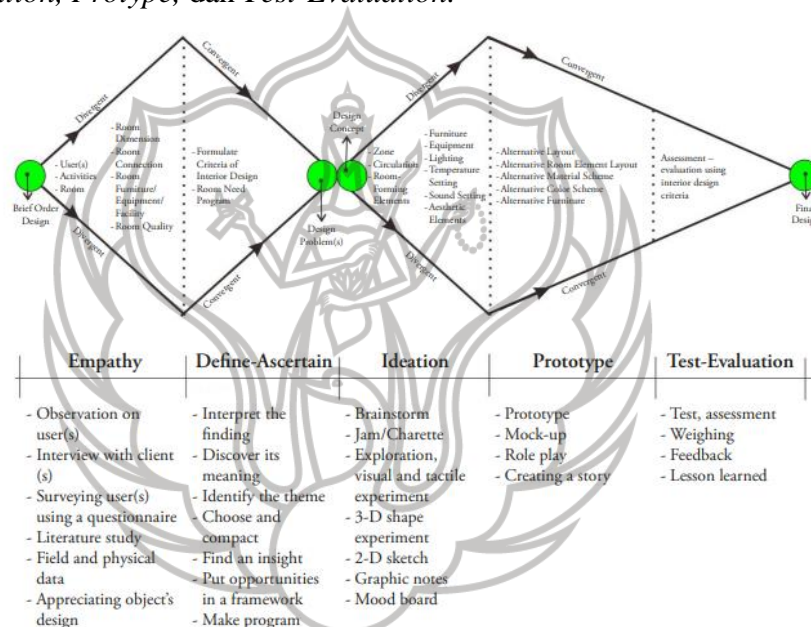 ation, Protype, dan Test-Evaluation.
Convergent
Convergent
Divergent
Divergent
Design
Concept
- Room
Dimension
- Room
Connection
- Room
Furniture/
Equipment/
Facility
- Room Quality
- User(s)
- Activities
- Room
- Formulate
Criteria of
Interior Design
- Room Need
Program
- Zone
- Circulation
- Room-
Forming
Elements
- Furniture
- Equipment
- Lighting
- Temperature
Setting
- Sound Setting
- Aesthetic
Elements
- Alternative Layout
- Alternative Room Element Layout
- Alternative Material Scheme
- Alternative Color Scheme
- Alternative Furniture
Assessment –
evaluation using
interior design
criteria
Brief Order
Design
Design
Problem(s)
Fina
Desig
Divergent
Convergent
Divergent
Convergent
Empathy
Define-Ascertain
Ideation
Prototype
Test-Evaluation
- Observation on
user(s)
- Interview with client
(s)
- Surveying user(s)
using a questionnaire
- Literature study
- Field and physical
data
- Appreciating object's
design
- Interpret the
finding
- Discover its
meaning
- Identify the theme
- Choose and
compact
- Find an insight
- Put opportunities
in a framework
- Make program
- Brainstorm
- Jam/Charette
- Exploration,
visual and tactile
experiment
- 3-D shape
experiment
- 2-D sketch
- Graphic notes
- Mood board
- Prototype
- Mock-up
- Role play
- Creating a story
- Test, assessment
- Weighing
- Feedback
- Lesson learned